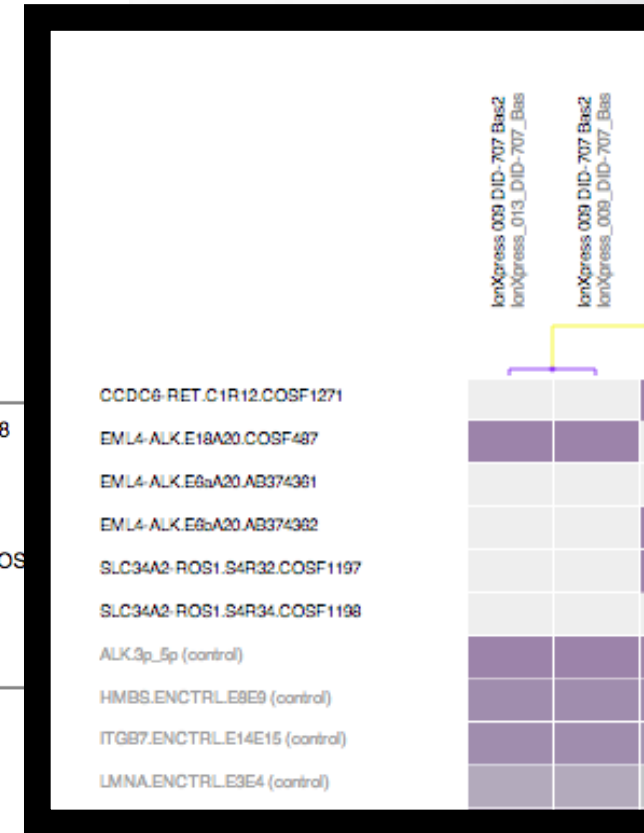 IonXpress 009 DID-707 Bas2
IonXpress_013_DID-707_Bas
IonXpress 009 DID-707 Bas2
IonXpress_009_DID-707_Bas
CCDC6-RET.C1R12.COSF1271
EML4-ALK.E18A20.COSF487
EML4-ALK.E6aA20.AB374361
EML4-ALK.E6bA20.AB374362
SLC34A2-ROS1.S4R32.COSF1197
SLC34A2-ROS1.S4R34.COSF1198
ALK.3p_5p (control)
HMBS.ENCTRL.E8E9 (control)
ITGB7.ENCTRL.E14E15 (control)
LMNA.ENCTRL.E3E4 (control)
8
OS